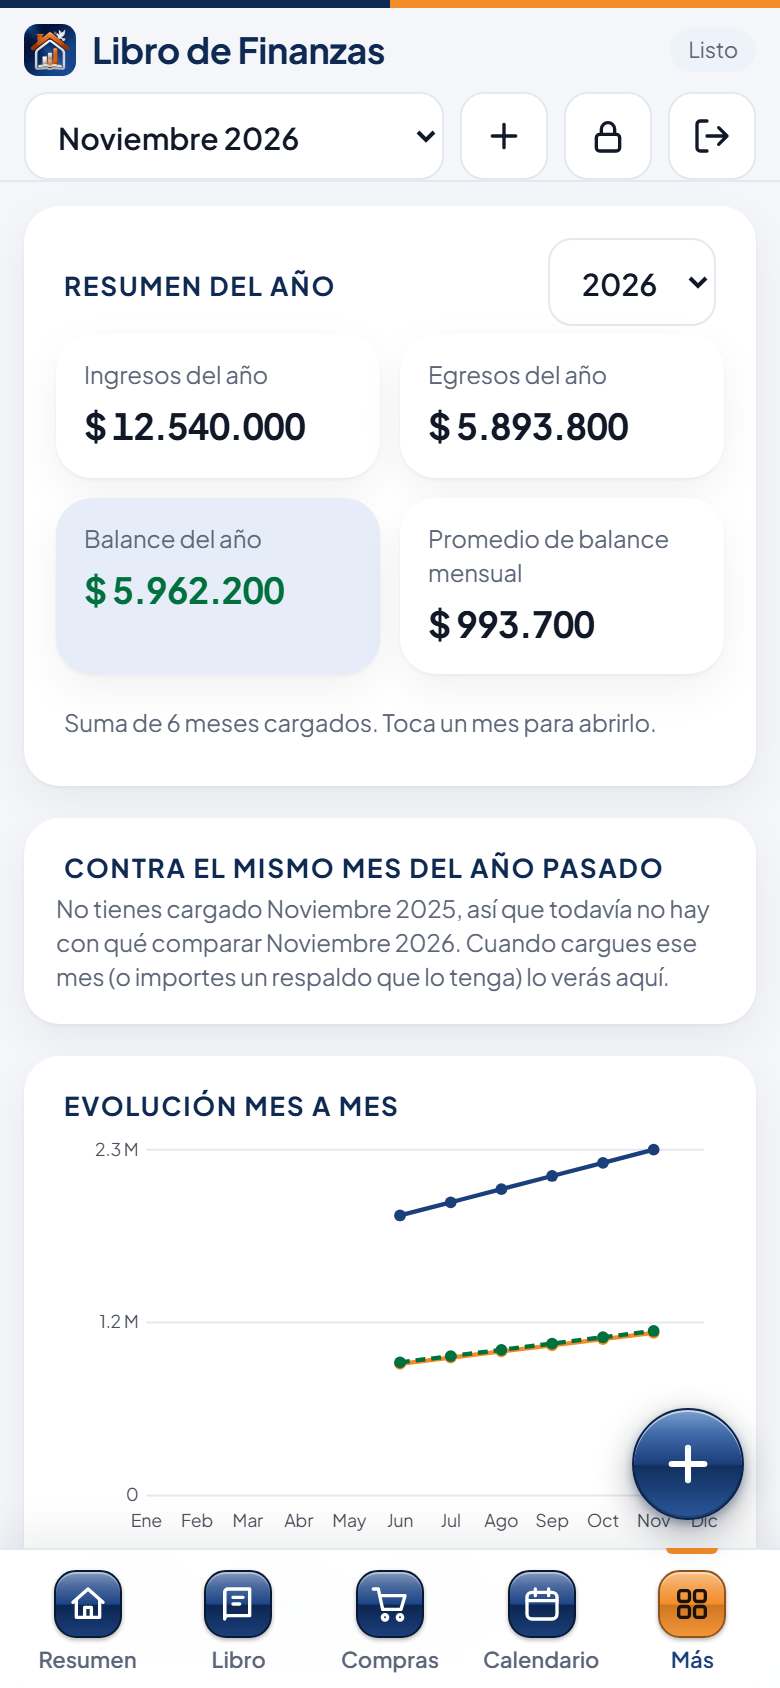 Libro de Finanzas
Listo
Noviembre 2026
RESUMEN DEL AÑO
2026
Ingresos del año
$ 12.540.000
Egresos del año
$ 5.893.800
Balance del año
$ 5.962.200
Promedio de balance
mensual
$ 993.700
Suma de 6 meses cargados. Toca un mes para abrirlo.
CONTRA EL MISMO MES DEL AÑO PASADO
No tienes cargado Noviembre 2025, así que todavía no hay
con qué comparar Noviembre 2026. Cuando cargues ese
mes (o importes un respaldo que lo tenga) lo verás aquí.
EVOLUCIÓN MES A MES
2.3 M
1.2 M
0
Ene Feb Mar Abr May Jun Jul Ago Sep Oct Nov Dic
Resumen
Libro
Compras
Calendario
Más